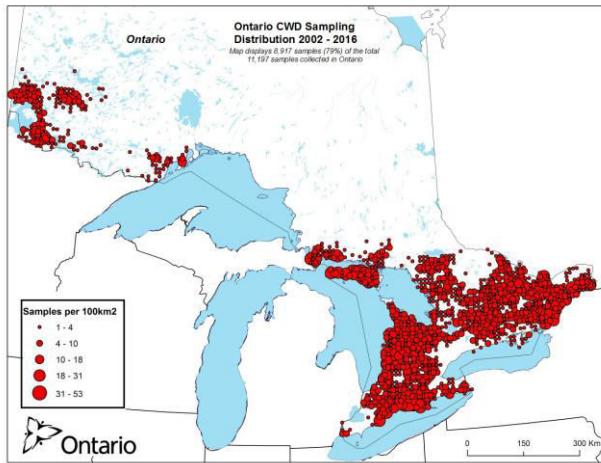 Ontario CWD Sampling
Distribution 2002 - 2016
Map displays 8,917 samples (79%) of the total
11,197 samples collected in Ontario
Ontario
Samples per 100km2
1 - 4
4 - 10
10 - 18
18 - 31
31 - 53
Ontario
0 150 300 Km